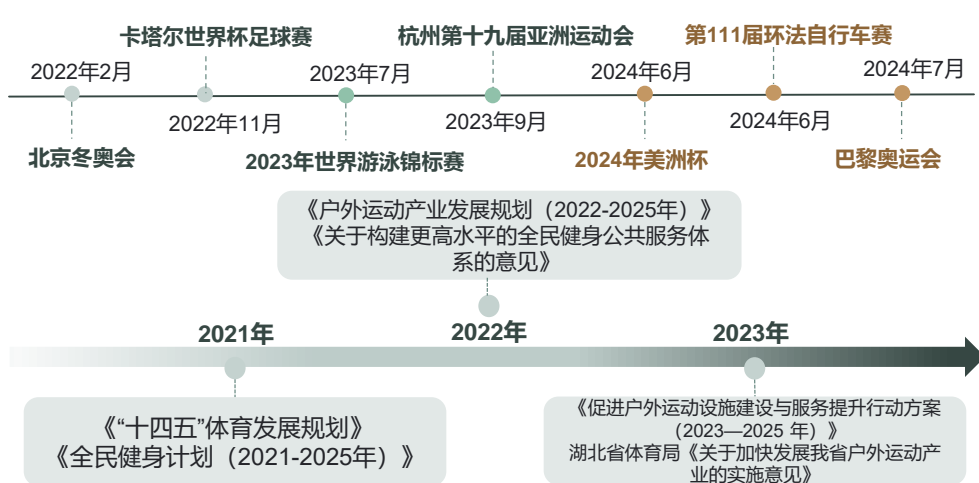 卡塔尔世界杯足球赛
杭州第十九届亚洲运动会
第111届环法自行车赛
2022年2月
2023年7月
2024年6月
2024年7月
2022年11月
2023年9月
2024年6月
北京冬奥会
2023年世界游泳锦标赛
2024年美洲杯
巴黎奥运会
《户外运动产业发展规划（2022-2025年）》
《关于构建更高水平的全民健身公共服务体
系的意见》
2021年
2022年
2023年
《“十四五”体育发展规划》
《全民健身计划（2021-2025年）》
《促进户外运动设施建设与服务提升行动方案
（2023—2025 年）》
湖北省体育局《关于加快发展我省户外运动产
业的实施意见》